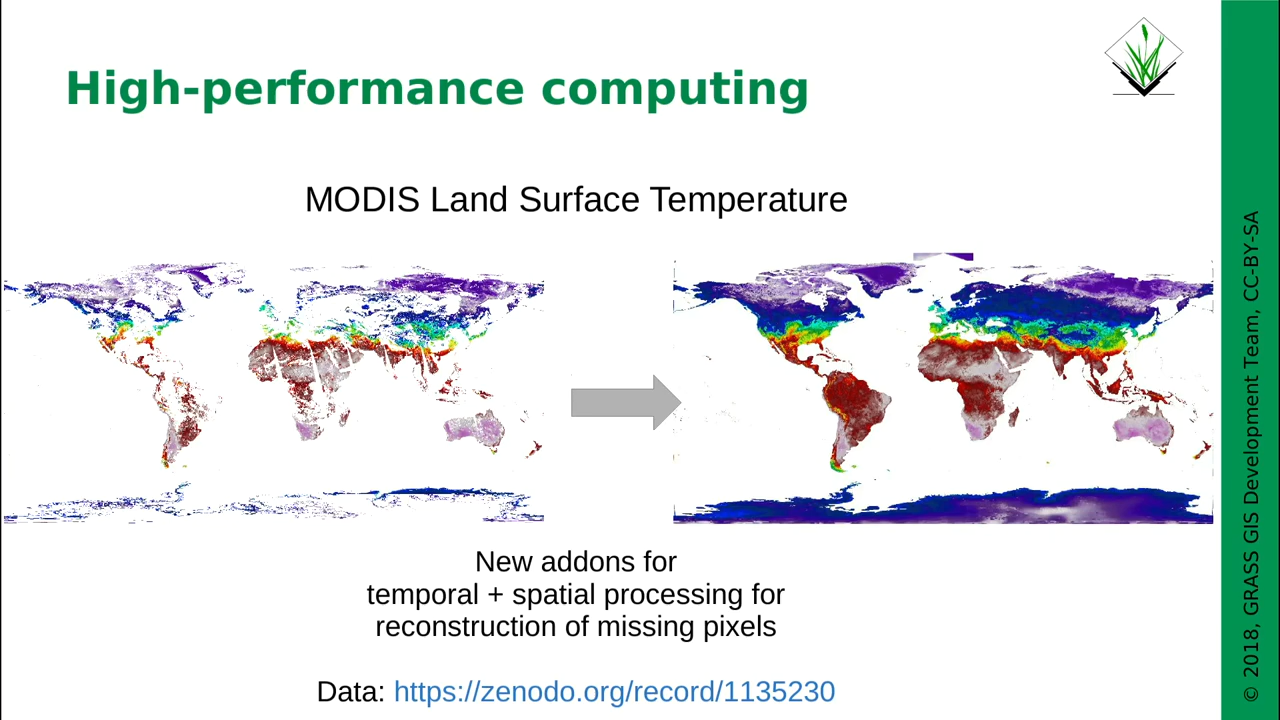 High-performance computing
MODIS Land Surface Temperature
New addons for
temporal + spatial processing for
reconstruction of missing pixels
Data: https://zenodo.org/record/1135230
© 2018, GRASS GIS Development Team, CC-BY-SA